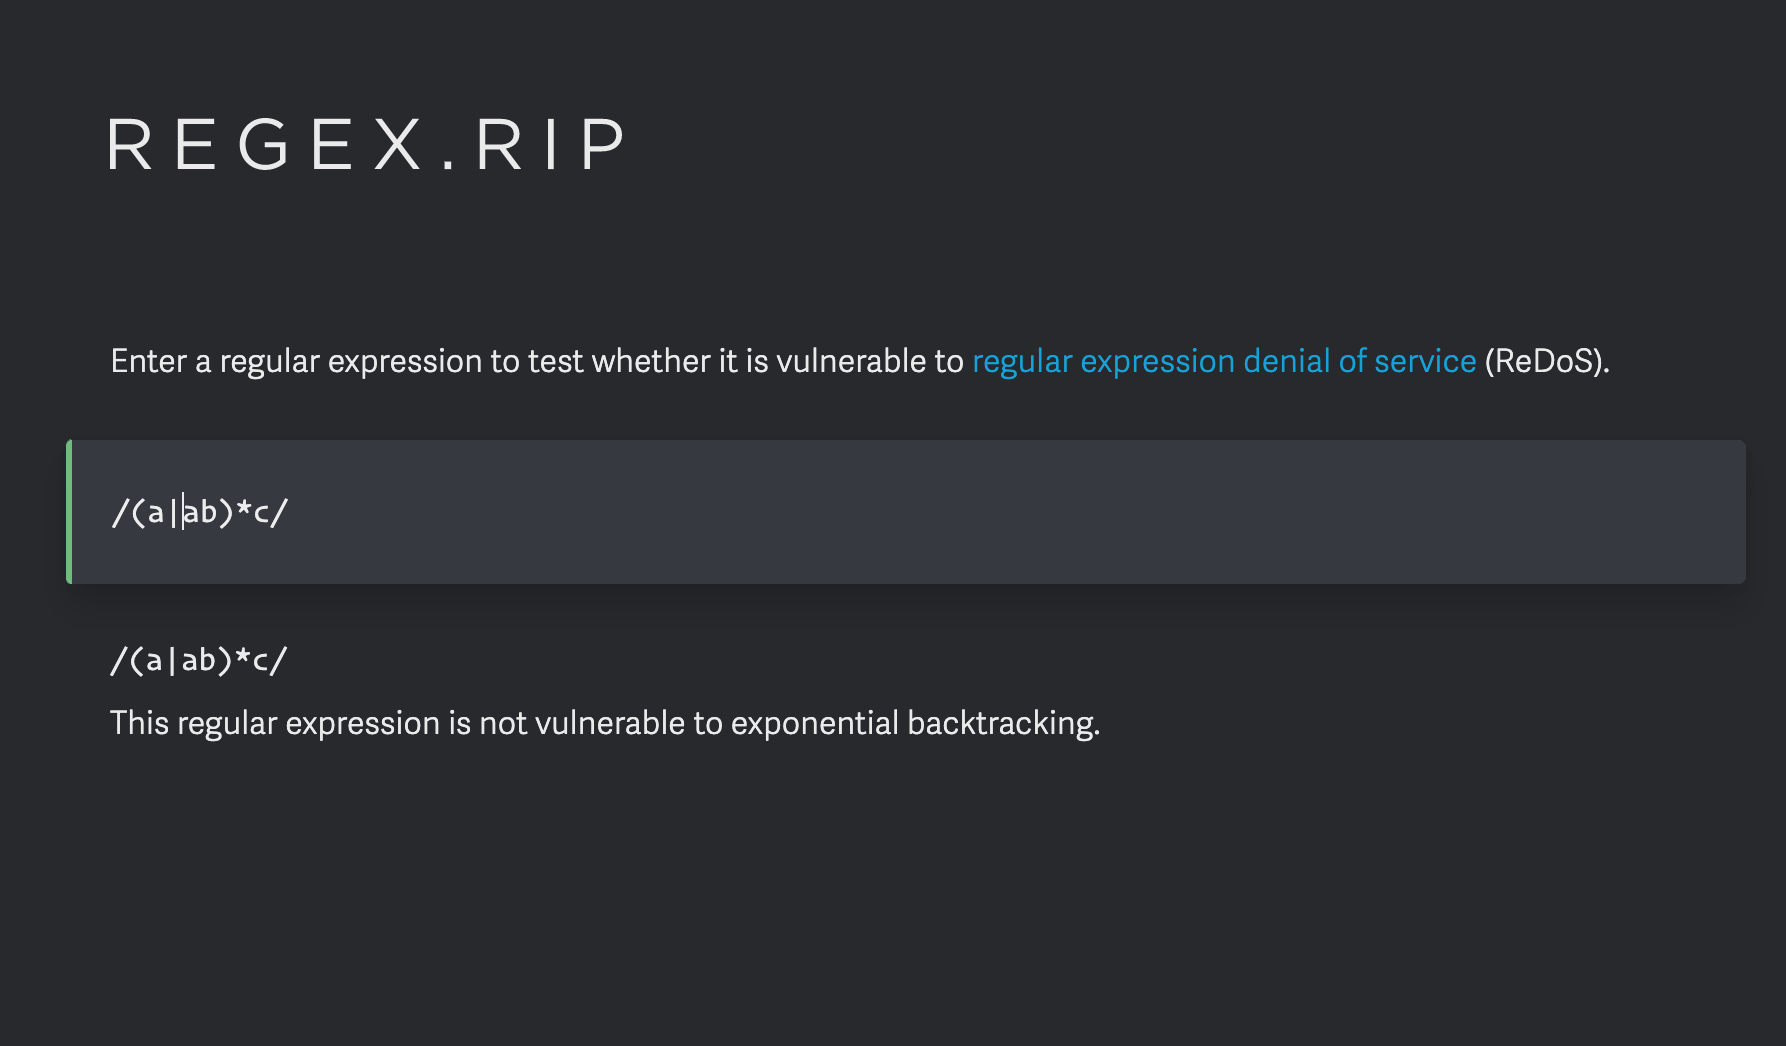 REGEX.RIP
Enter a regular expression to test whether it is vulnerable to regular expression denial of service (ReDoS).
/(a|ab)*c/
/(a|ab)*c/
This regular expression is not vulnerable to exponential backtracking.